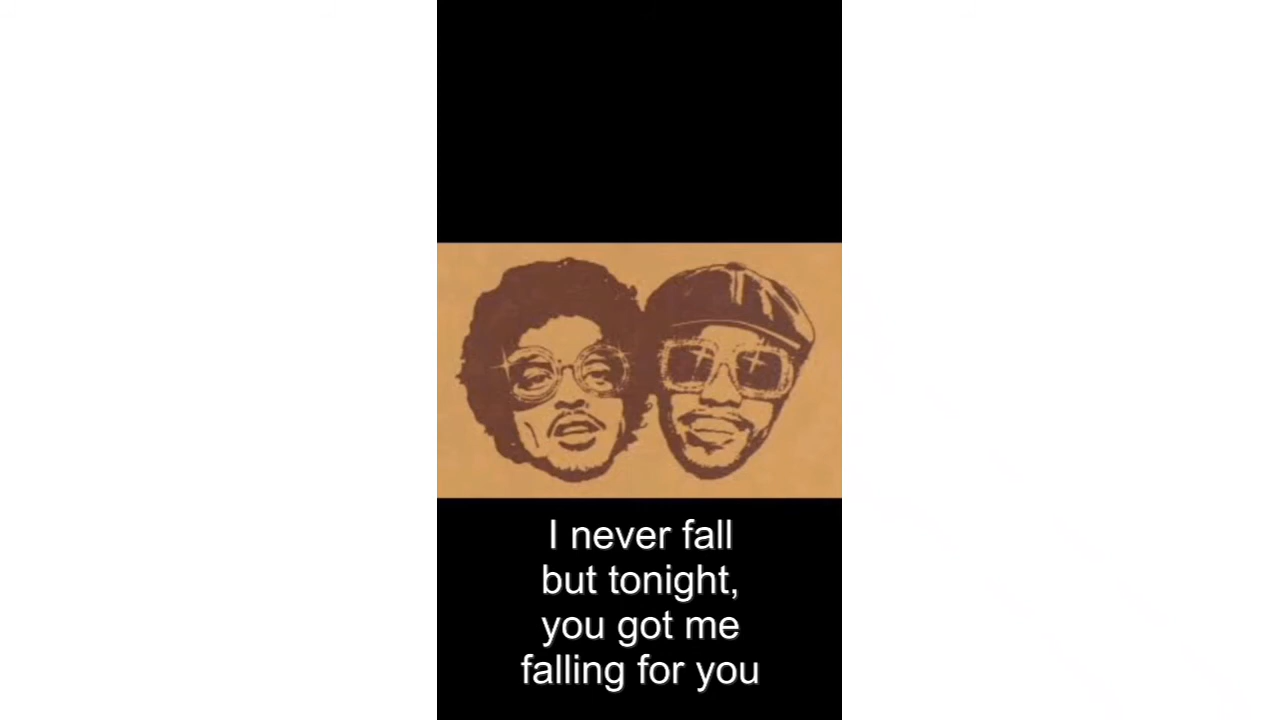 I never fall
but tonight,
you got me
falling for you